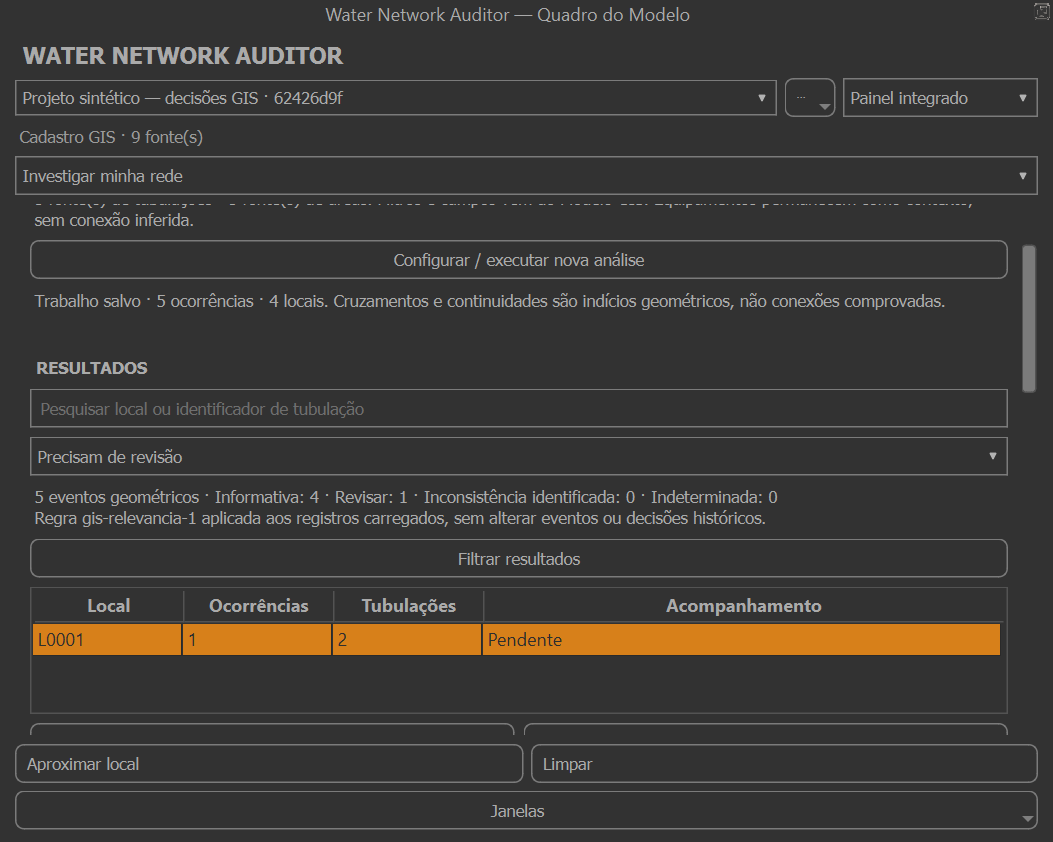 Water Network Auditor — Quadro do Modelo
WATER NETWORK AUDITOR
Projeto sintético — decisões GIS · 62426d9f
...
Painel integrado
Cadastro GIS · 9 fonte(s)
Investigar minha rede
sem conexão inferida.
Configurar / executar nova análise
Trabalho salvo · 5 ocorrências · 4 locais. Cruzamentos e continuidades são indícios geométricos, não conexões comprovadas.
RESULTADOS
Pesquisar local ou identificador de tubulação
Precisam de revisão
5 eventos geométricos · Informativa: 4 · Revisar: 1 · Inconsistência identificada: 0 · Indeterminada: 0
Regra gis-relevancia-1 aplicada aos registros carregados, sem alterar eventos ou decisões históricos.
Filtrar resultados
Local Ocorrências Tubulações Acompanhamento
L0001 1 2 Pendente
Aproximar local Limpar
Janelas